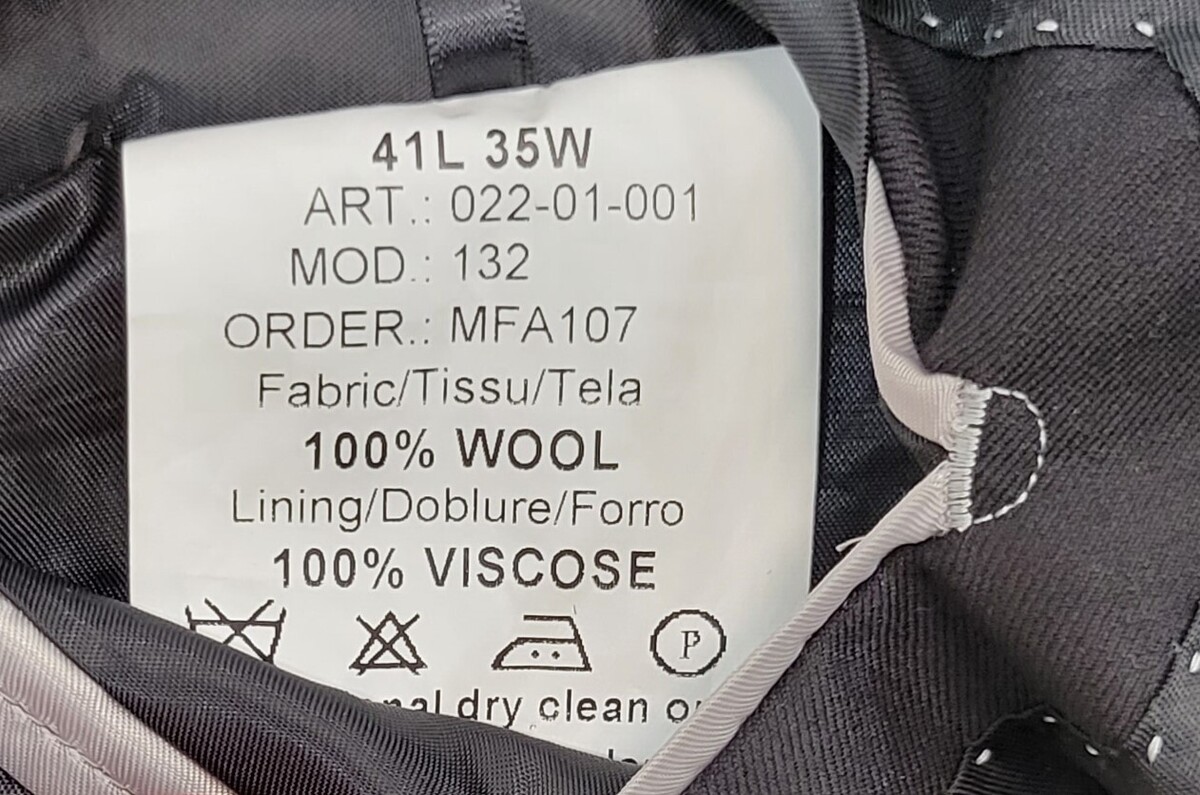 41L 35W
ART.: 022-01-001
MOD.: 132
ORDER.: MFA107
Fabric/Tissu/Tela
100% WOOL
Lining/Doblure/Forro
100% VISCOSE
P
dry clean